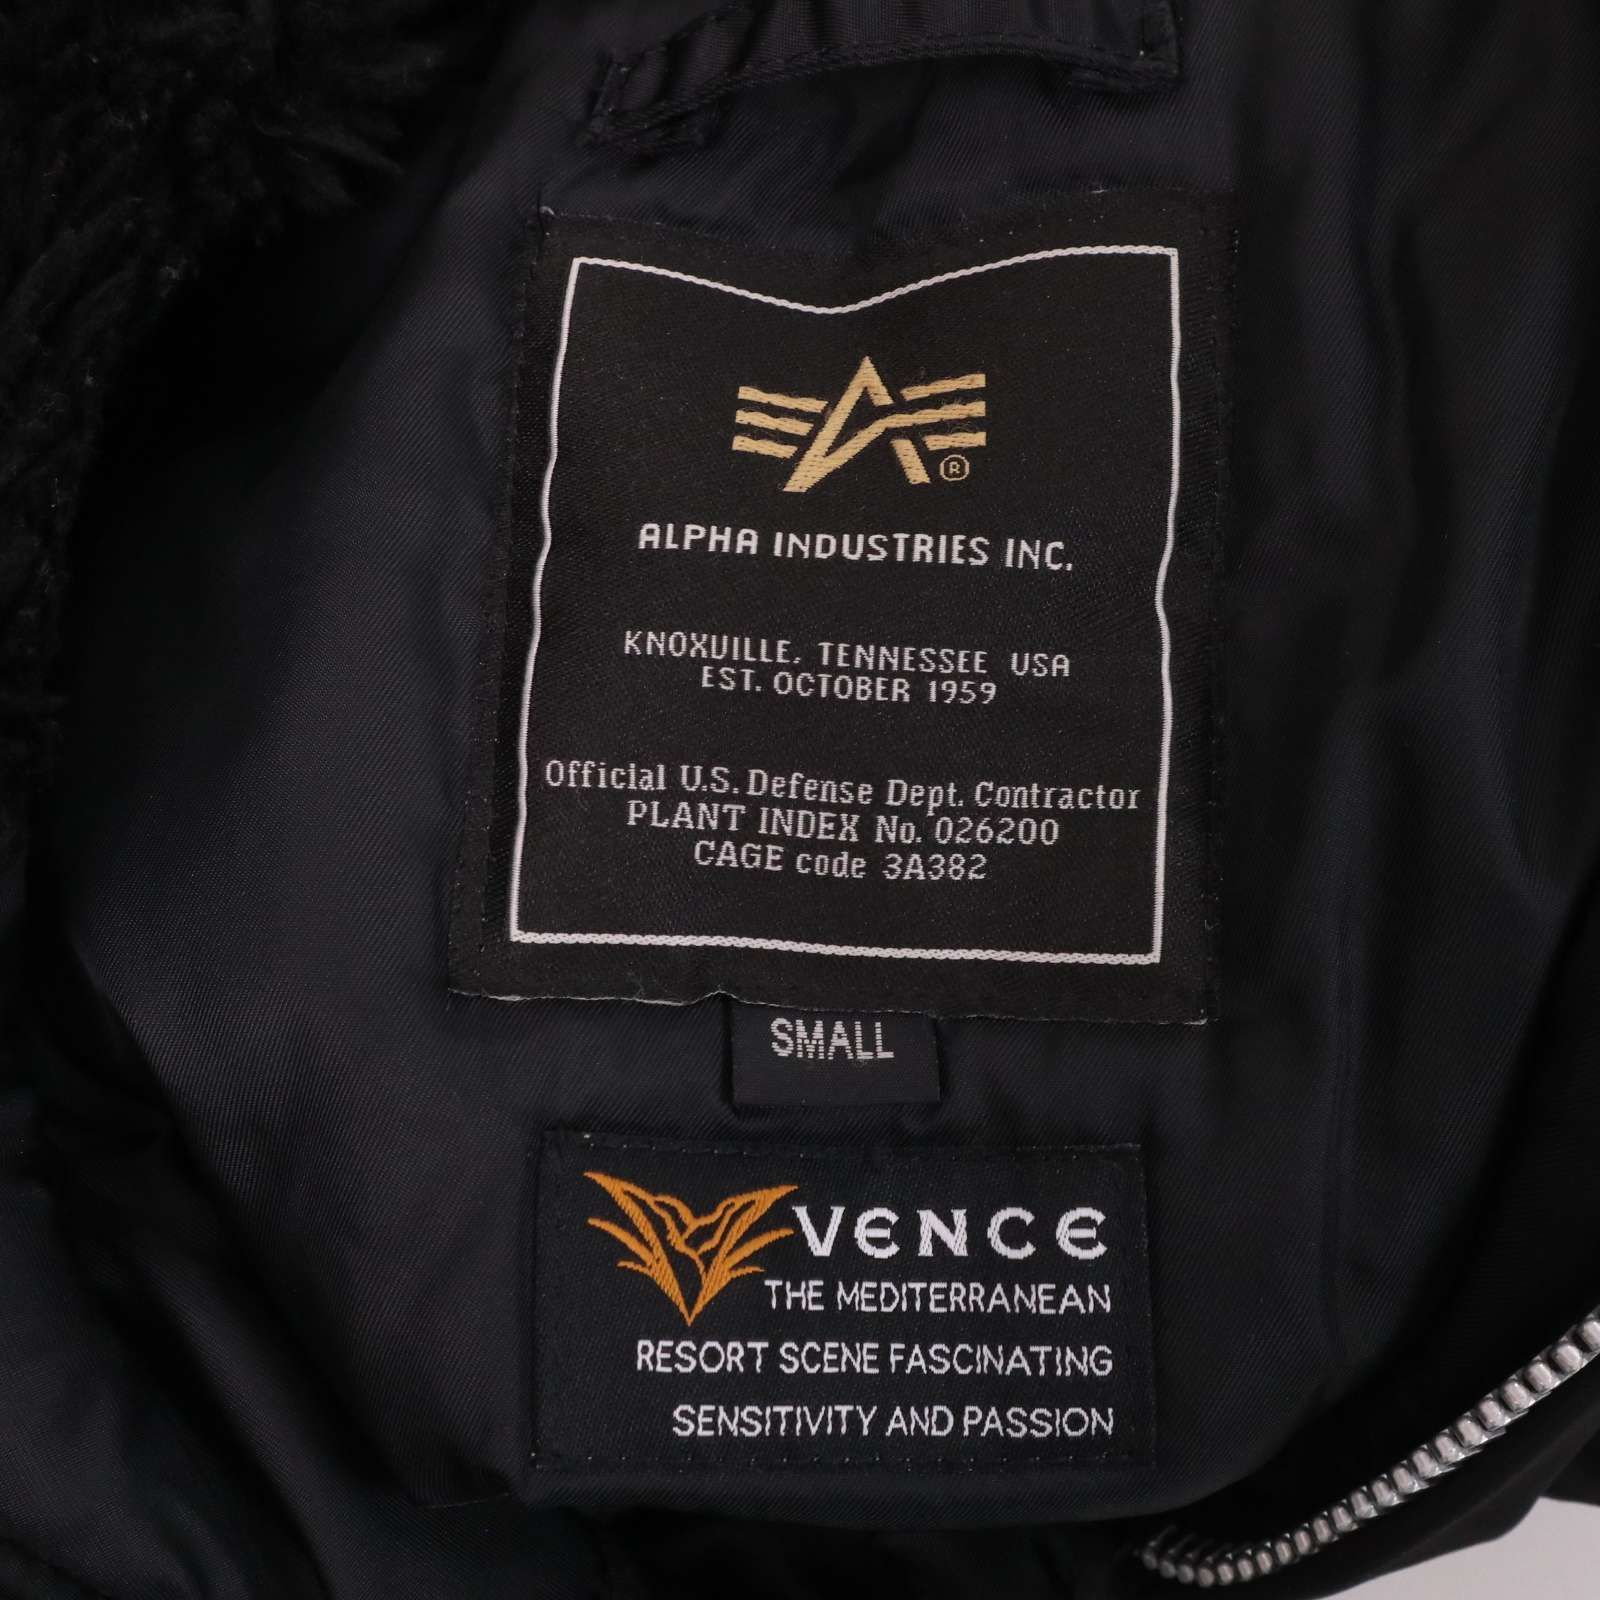 ®
ALPHA INDUSTRIES INC.
KNOXVILLE, TENNESSEE USA
EST. OCTOBER 1959
Official U.S. Defense Dept. Contractor
PLANT INDEX No. 026200
CAGE code 3A382
SMALL
VENCE
THE MEDITERRANEAN
RESORT SCENE FASCINATING
SENSITIVITY AND PASSION